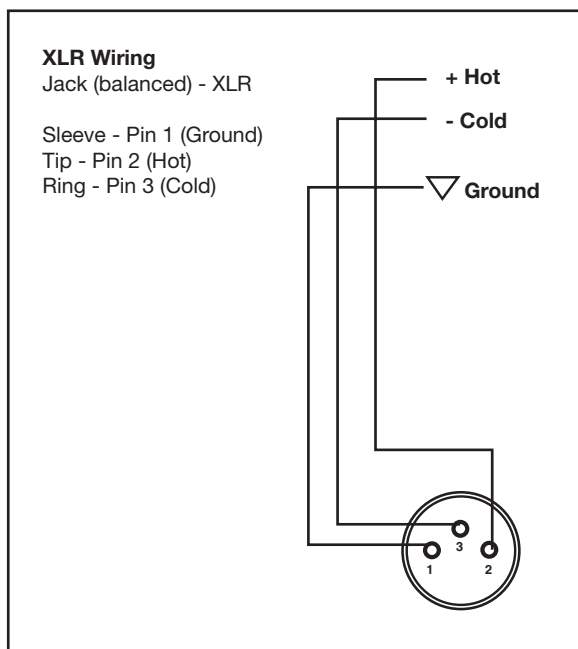 XLR Wiring
Jack (balanced) - XLR
Sleeve - Pin 1 (Ground)
Tip - Pin 2 (Hot)
Ring - Pin 3 (Cold)
+ Hot
- Cold
Ground
3
1
2